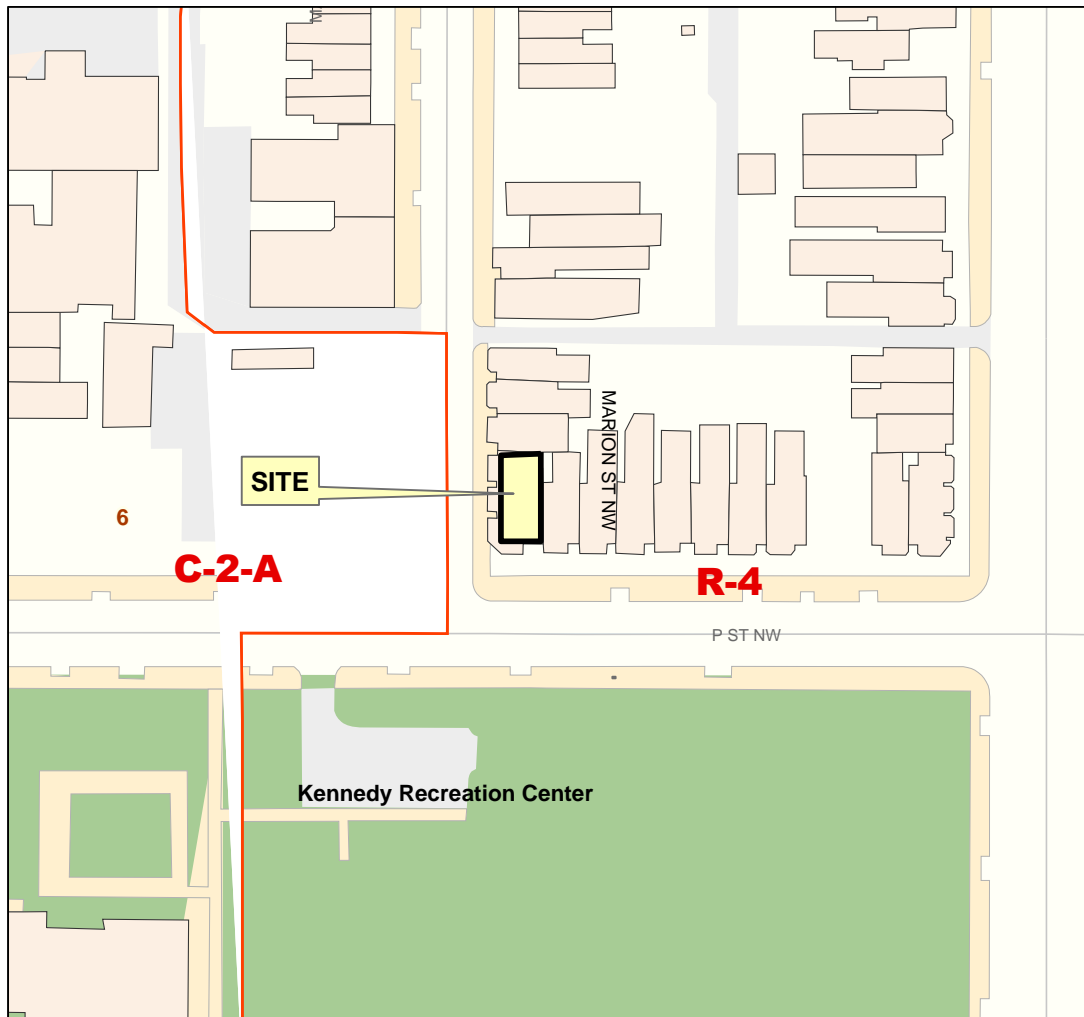 MARION ST NW
SITE
6
C-2-A
R-4
P ST NW
Kennedy Recreation Center